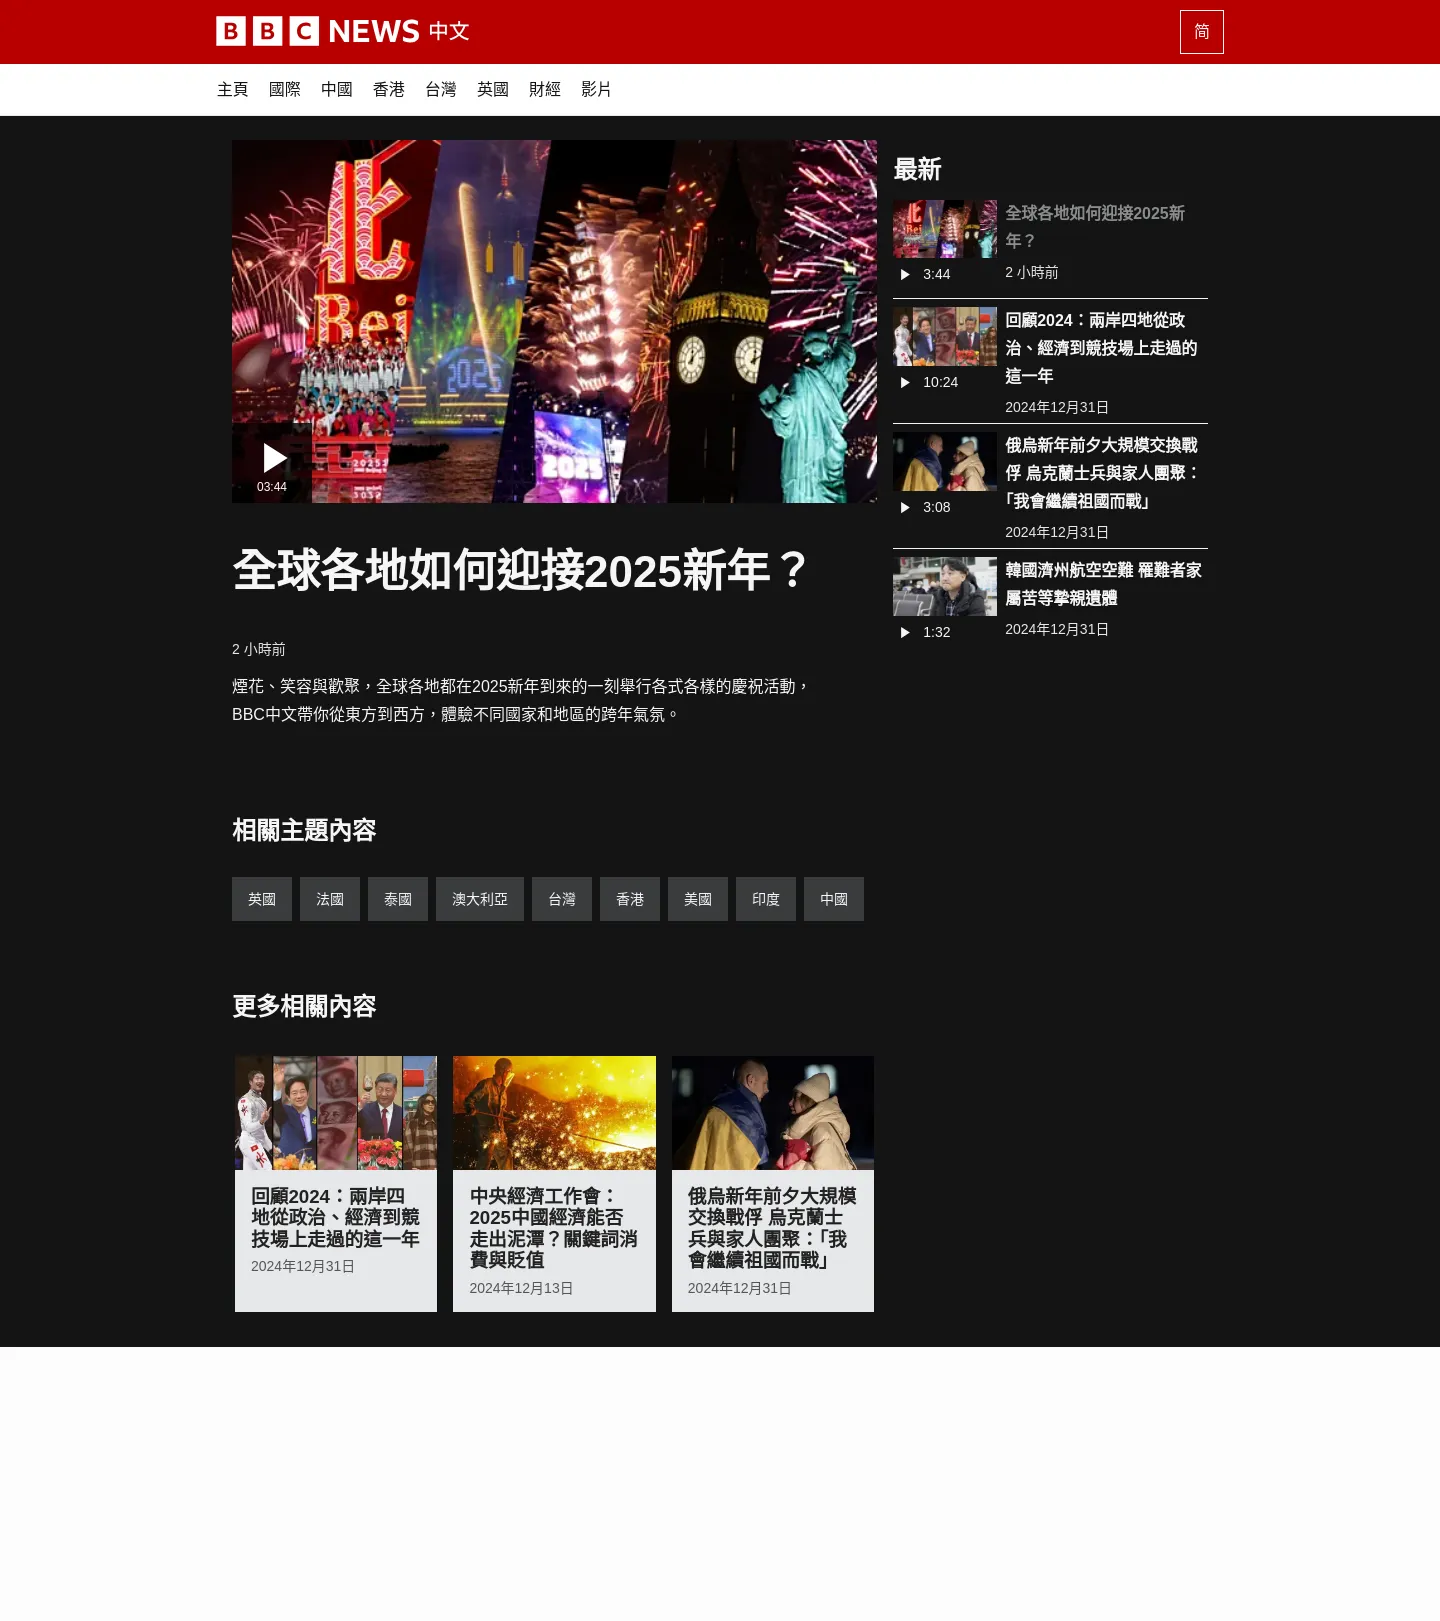 BBC NEWS 中文
简
主頁 國際 中國 香港 台灣 英國 財經 影片
北
Bei
2025
2025
2025
03:44
全球各地如何迎接2025新年？
2 小時前
煙花、笑容與歡聚，全球各地都在2025新年到來的一刻舉行各式各樣的慶祝活動，
BBC中文帶你從東方到西方，體驗不同國家和地區的跨年氣氛。
最新
全球各地如何迎接2025新
年？
3:44
2 小時前
回顧2024：兩岸四地從政
治、經濟到競技場上走過的
這一年
10:24
2024年12月31日
俄烏新年前夕大規模交換戰
俘 烏克蘭士兵與家人團聚：
「我會繼續祖國而戰」
3:08
2024年12月31日
韓國濟州航空空難 罹難者家
屬苦等摯親遺體
1:32
2024年12月31日
相關主題內容
英國 法國 泰國 澳大利亞 台灣 香港 美國 印度 中國
更多相關內容
回顧2024：兩岸四
地從政治、經濟到競
技場上走過的這一年
2024年12月31日
中央經濟工作會：
2025中國經濟能否
走出泥潭？關鍵詞消
費與貶值
2024年12月13日
俄烏新年前夕大規模
交換戰俘 烏克蘭士
兵與家人團聚：「我
會繼續祖國而戰」
2024年12月31日